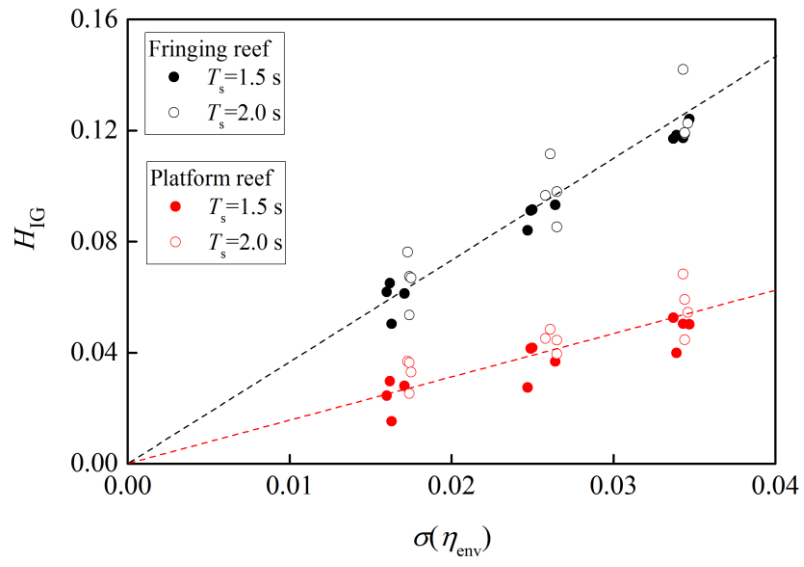 0.16
0.12
0.08
0.04
0.00
H_IG
Fringing reef
T_s=1.5 s
T_s=2.0 s
Platform reef
T_s=1.5 s
T_s=2.0 s
0.00 0.01 0.02 0.03 0.04
σ(η_env)